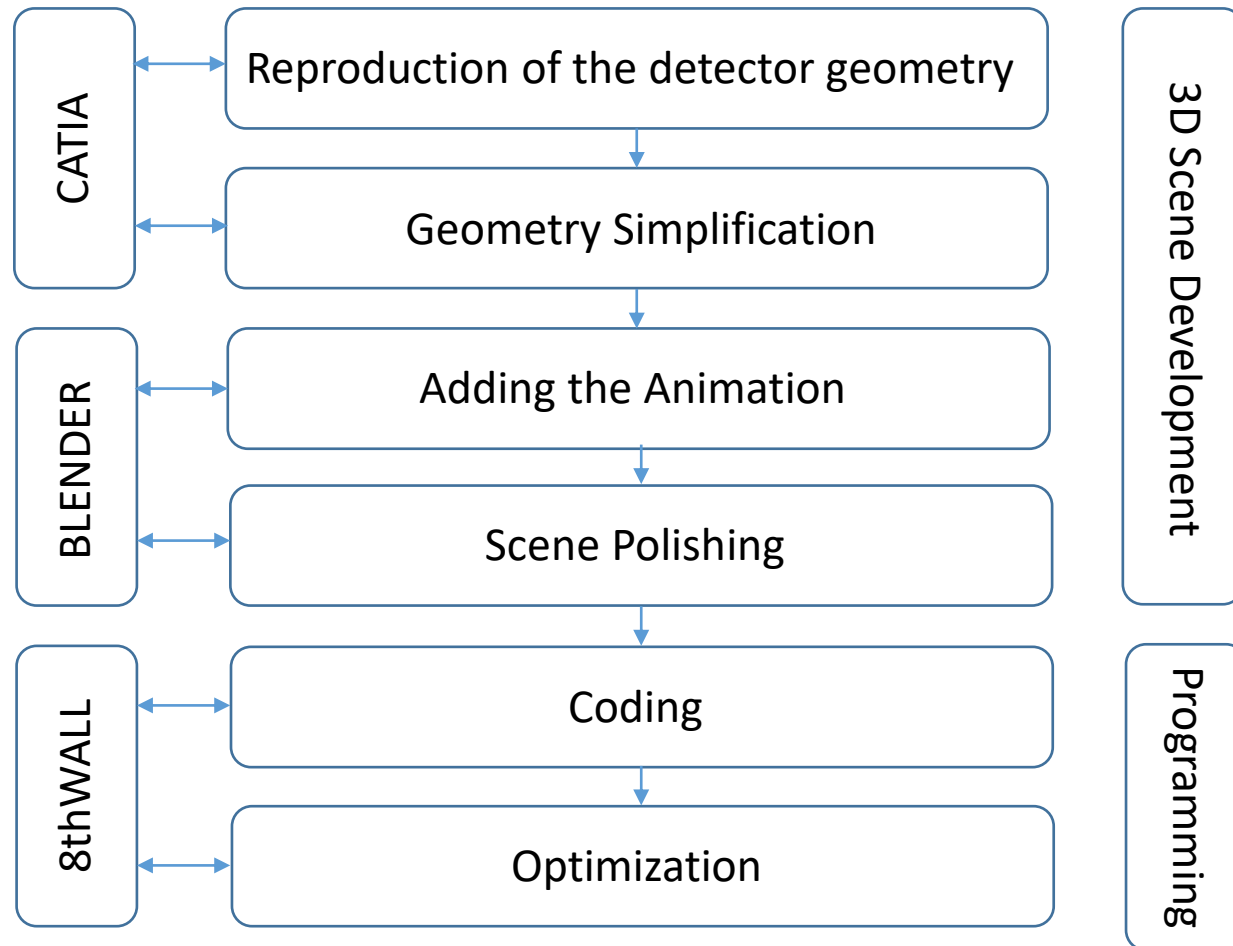 CATIA
Reproduction of the detector geometry
Geometry Simplification
BLENDER
Adding the Animation
Scene Polishing
3D Scene Development
8thWALL
Coding
Optimization
Programming